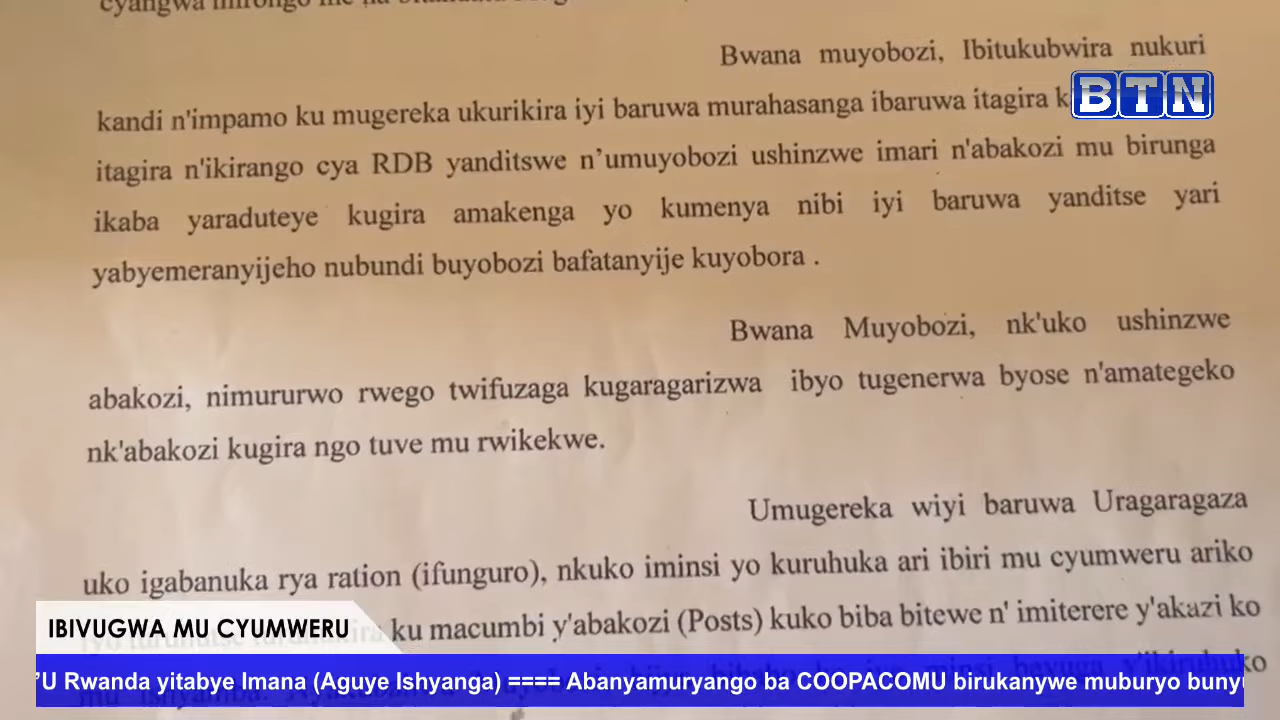 Bwana muyobozi, Ibitukubwira nukuri
BTN
kandi n'impamo ku mugereka ukurikira iyi baruwa murahasanga ibaruwa itagira
itagira n'ikirango cya RDB yanditswe n’umuyobozi ushinzwe imari n'abakozi mu birunga
ikaba yaraduteye kugira amakenga yo kumenya nibi iyi baruwa yanditse yari
yabyemeranyijeho nubundi buyobozi bafatanyije kuyobora .
Bwana Muyobozi, nk'uko ushinzwe
abakozi, nimururwo rwego twifuzaga kugaragarizwa ibyo tugenerwa byose n'amategeko
nk'abakozi kugira ngo tuve mu rwikekwe.
Umugereka wiyi baruwa Uragaragaza
uko igabanuka rya ration (ifunguro), nkuko iminsi yo kuruhuka ari ibiri mu cyumweru ariko
ku macumbi y'abakozi (Posts) kuko biba bitewe n' imiterere y'akazi ko
IBIVUGWA MU CYUMWERU
’U Rwanda yitabye Imana (Aguye Ishyanga) ==== Abanyamuryango ba COOPACOMU birukanywe muburyo